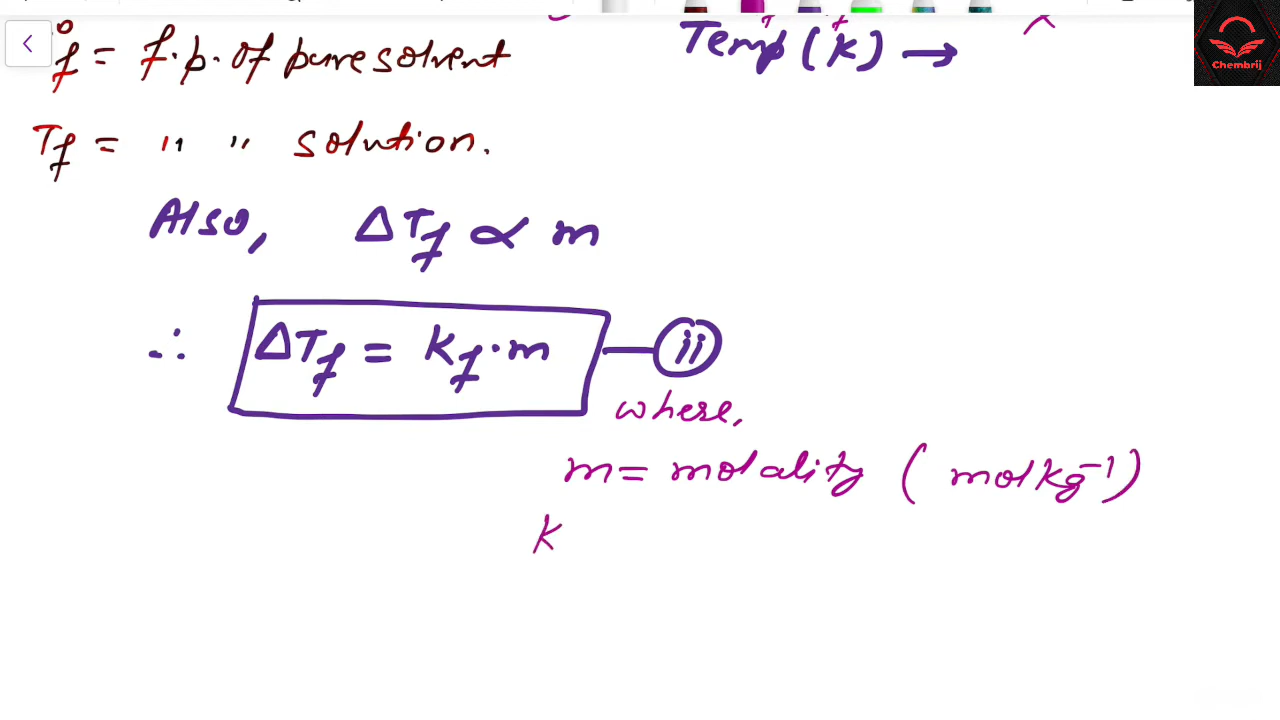 °f = f.p. of pure solvent
Temp (K) →
Chembrij
Tf = " " solution.
Also, ΔTf ∝ m
∴ ΔTf = Kf·m — ii
where,
m = molality ( mol kg⁻¹)
K